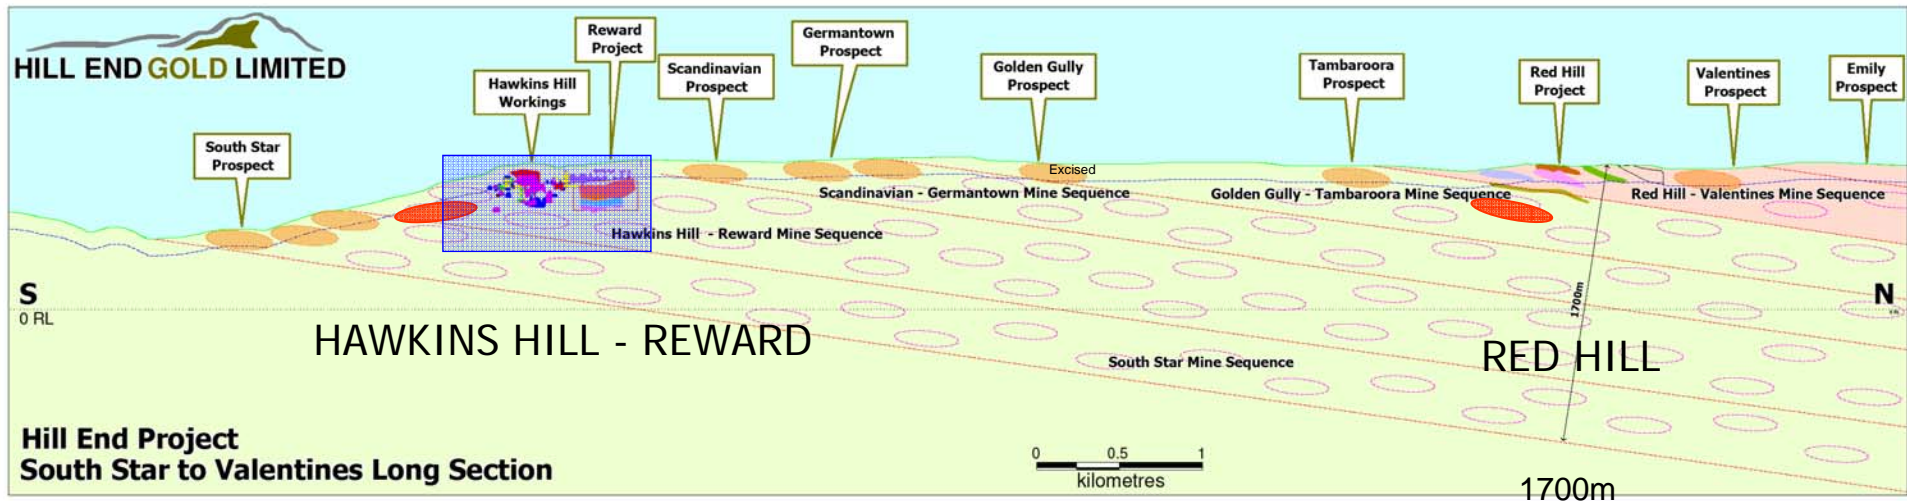 HILL END GOLD LIMITED
South Star
Prospect
Hawkins Hill
Workings
Reward
Project
Scandinavian
Prospect
Germantown
Prospect
Golden Gully
Prospect
Tambaroora
Prospect
Red Hill
Project
Valentines
Prospect
Emily
Prospect
Excised
Scandinavian - Germantown Mine Sequence
Golden Gully - Tambaroora Mine Sequence
Red Hill - Valentines Mine Sequence
Hawkins Hill - Reward Mine Sequence
S
0 RL
N
1700m
HAWKINS HILL - REWARD
RED HILL
South Star Mine Sequence
Hill End Project
South Star to Valentines Long Section
0 0.5 1
kilometres
1700m